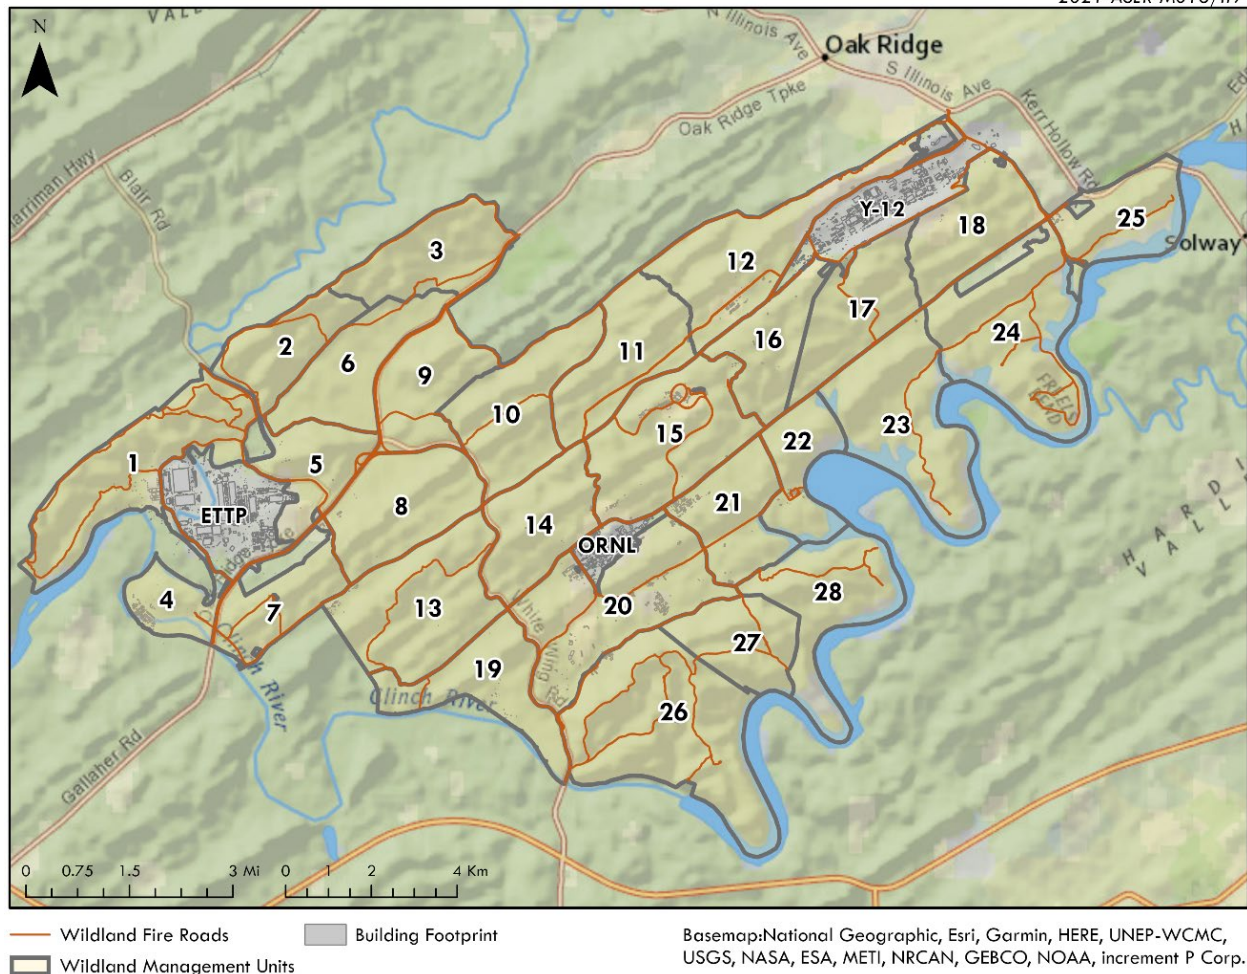 N
Oak Ridge
N Illinois Ave
S Illinois Ave
Oak Ridge Tpke
Kerr Hollow Rd
Blair Rd
3
12
Y-12
18
25
Solway
2
6
9
11
16
17
24
10
15
22
23
1
5
8
14
21
ETTP
ORNL
4
7
13
20
28
White Wing Rd
27
19
Clinch River
Clinch River
26
Gallaher Rd
0 0.75 1.5 3 Mi
0 1 2 4 Km
Wildland Fire Roads
Building Footprint
Wildland Management Units
Basemap:National Geographic, Esri, Garmin, HERE, UNEP-WCMC,
USGS, NASA, ESA, METI, NRCAN, GEBCO, NOAA, increment P Corp.